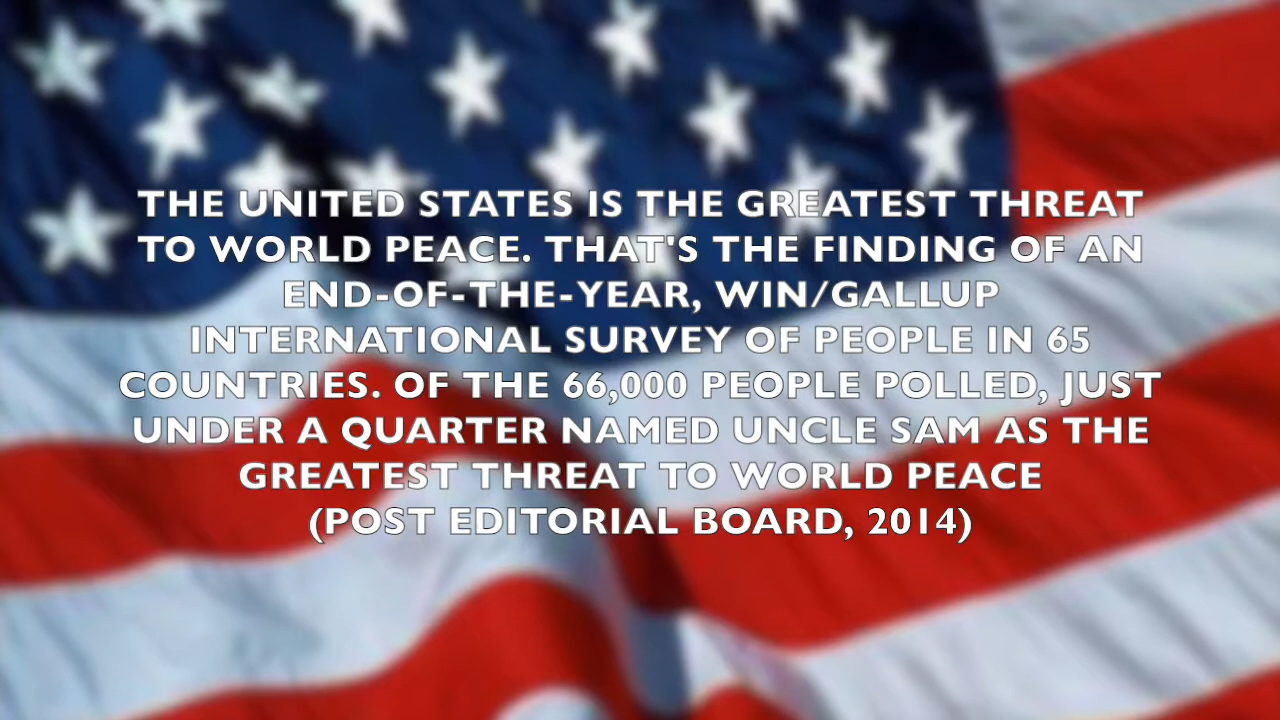 THE UNITED STATES IS THE GREATEST THREAT
TO WORLD PEACE. THAT'S THE FINDING OF AN
END-OF-THE-YEAR, WIN/GALLUP
INTERNATIONAL SURVEY OF PEOPLE IN 65
COUNTRIES. OF THE 66,000 PEOPLE POLLED, JUST
UNDER A QUARTER NAMED UNCLE SAM AS THE
GREATEST THREAT TO WORLD PEACE
(POST EDITORIAL BOARD, 2014)